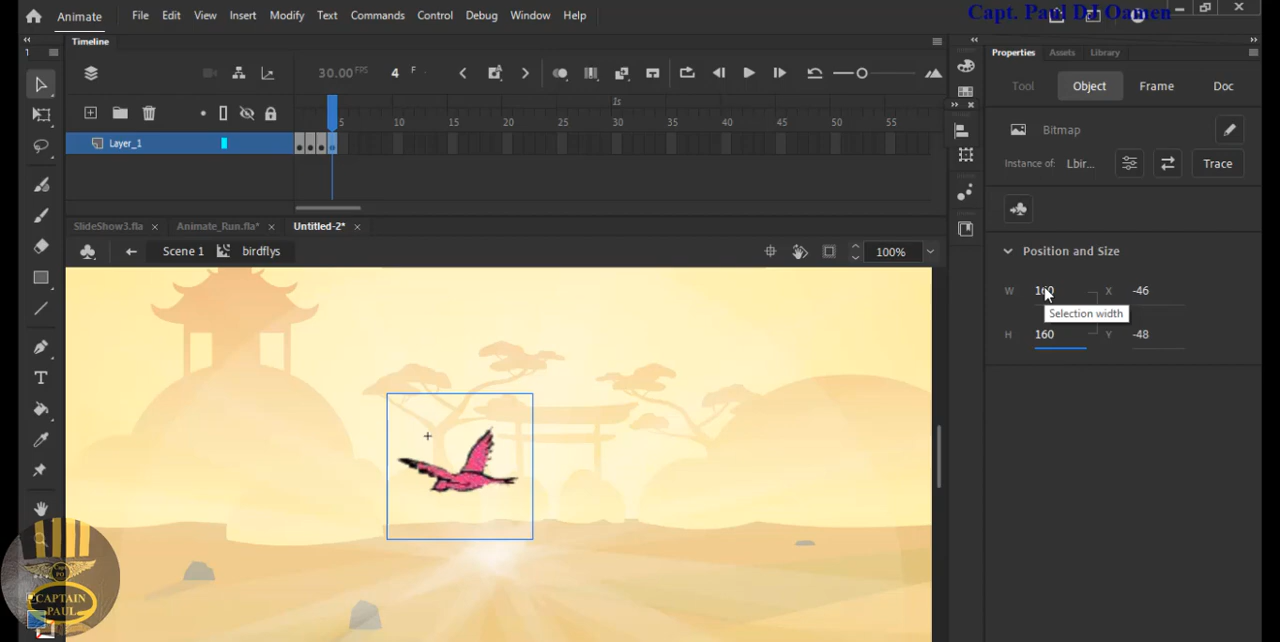 Animate File Edit View Insert Modify Text Commands Control Debug Window Help
Capt. Paul DJ Oamen
1 Timeline Properties Assets Library
30.00 FPS 4 F
Tool Object Frame Doc
1s
5 10 15 20 25 30 35 40 45 50 55
Bitmap
Layer_1
Instance of: Lbir... Trace
SlideShow3.fla × Animate_Run.fla* × Untitled-2* ×
Scene 1 birdflys 100%
Position and Size
W 160 X -46
Selection width
H 160 Y -48
CAPTAIN
PAUL